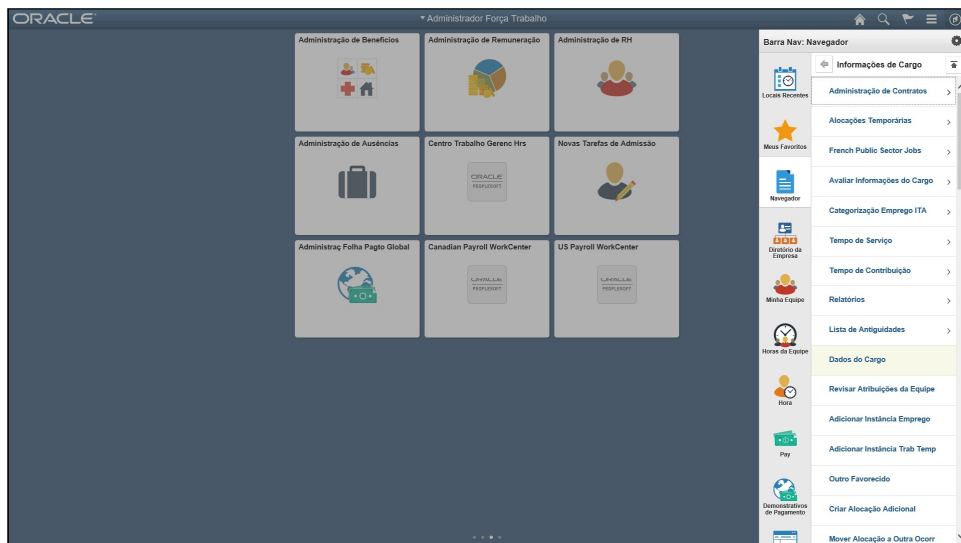 ORACLE
Administrador Força Trabalho
Administração de Benefícios
Administração de Remuneração
Administração de RH
Administração de Ausências
Centro Trabalho Gerenc Hrs
ORACLE
PEOPLESOFT
Novas Tarefas de Admissão
Administraç Folha Pagto Global
Canadian Payroll WorkCenter
ORACLE
PEOPLESOFT
US Payroll WorkCenter
ORACLE
PEOPLESOFT
Barra Nav: Navegador
Locais Recentes
Meus Favoritos
Navegador
Diretório da
Empresa
Minha Equipe
Horas da Equipe
Hora
Pay
Demonstrativos
de Pagamento
Informações de Cargo
Administração de Contratos
Alocações Temporárias
French Public Sector Jobs
Avaliar Informações do Cargo
Categorização Emprego ITA
Tempo de Serviço
Tempo de Contribuição
Relatórios
Lista de Antiguidades
Dados do Cargo
Revisar Atribuições da Equipe
Adicionar Instância Emprego
Adicionar Instância Trab Temp
Outro Favorecido
Criar Alocação Adicional
Mover Alocação a Outra Ocorr